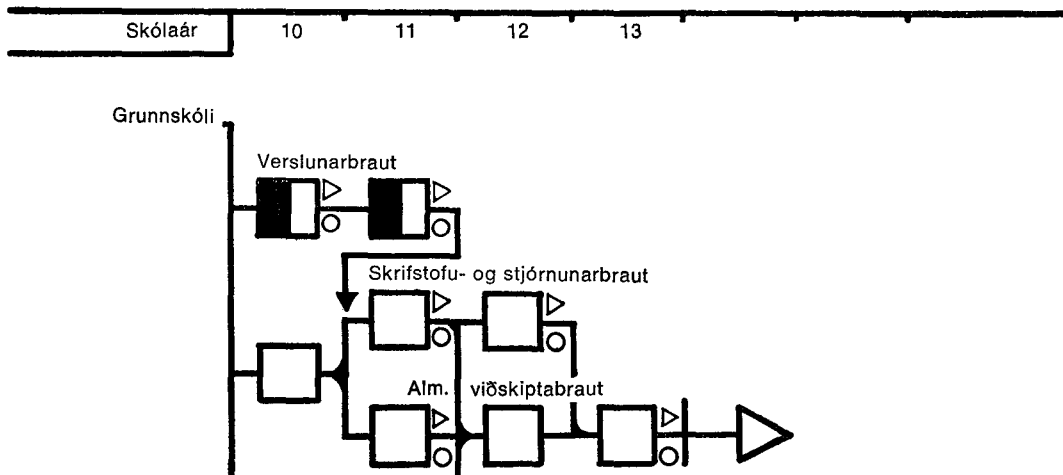 Skólaár 10 11 12 13
Grunnskóli
Verslunarbraut
Skrifstofu- og stjórnunarbraut
Alm. viðskiptabraut